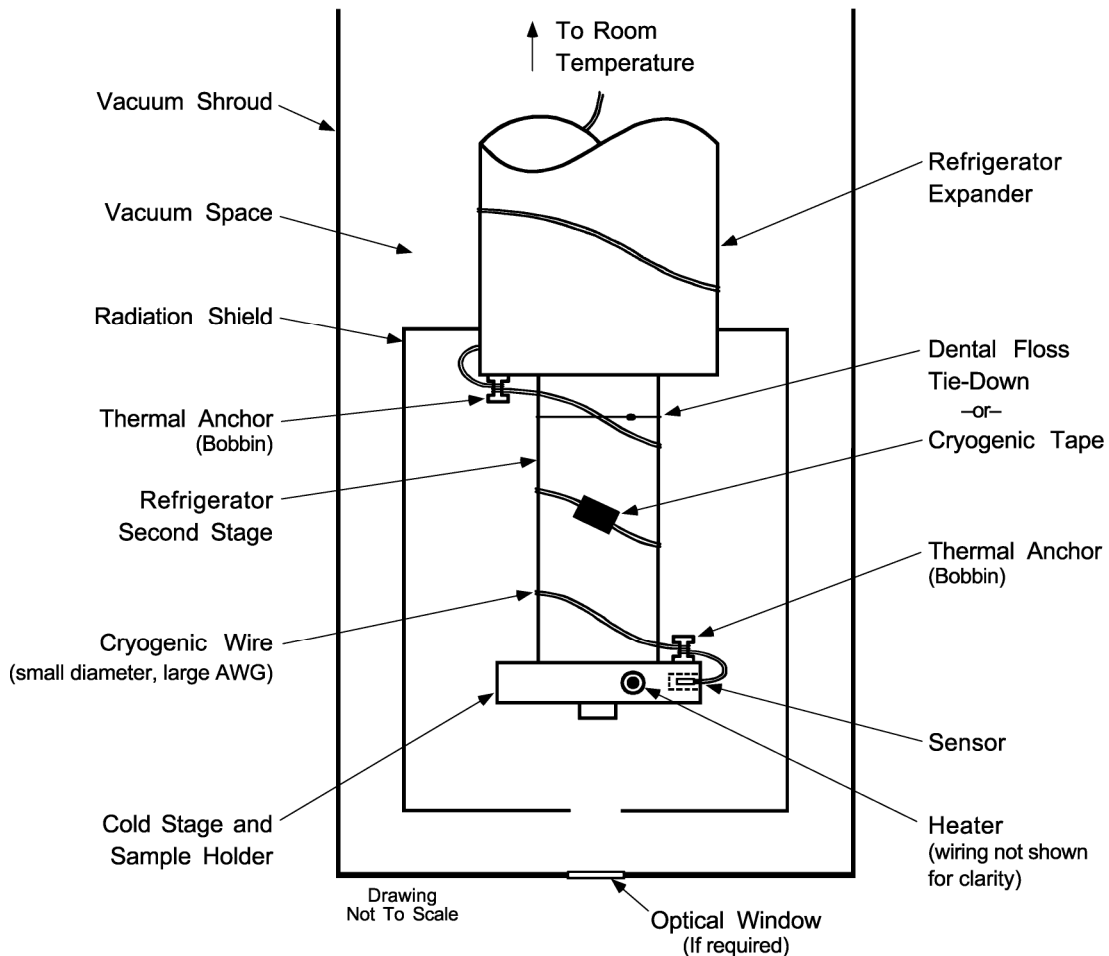 To Room
Temperature
Vacuum Shroud
Vacuum Space
Radiation Shield
Thermal Anchor
(Bobbin)
Refrigerator
Second Stage
Cryogenic Wire
(small diameter, large AWG)
Cold Stage and
Sample Holder
Refrigerator
Expander
Dental Floss
Tie-Down
–or–
Cryogenic Tape
Thermal Anchor
(Bobbin)
Sensor
Heater
(wiring not shown
for clarity)
Drawing
Not To Scale
Optical Window
(If required)